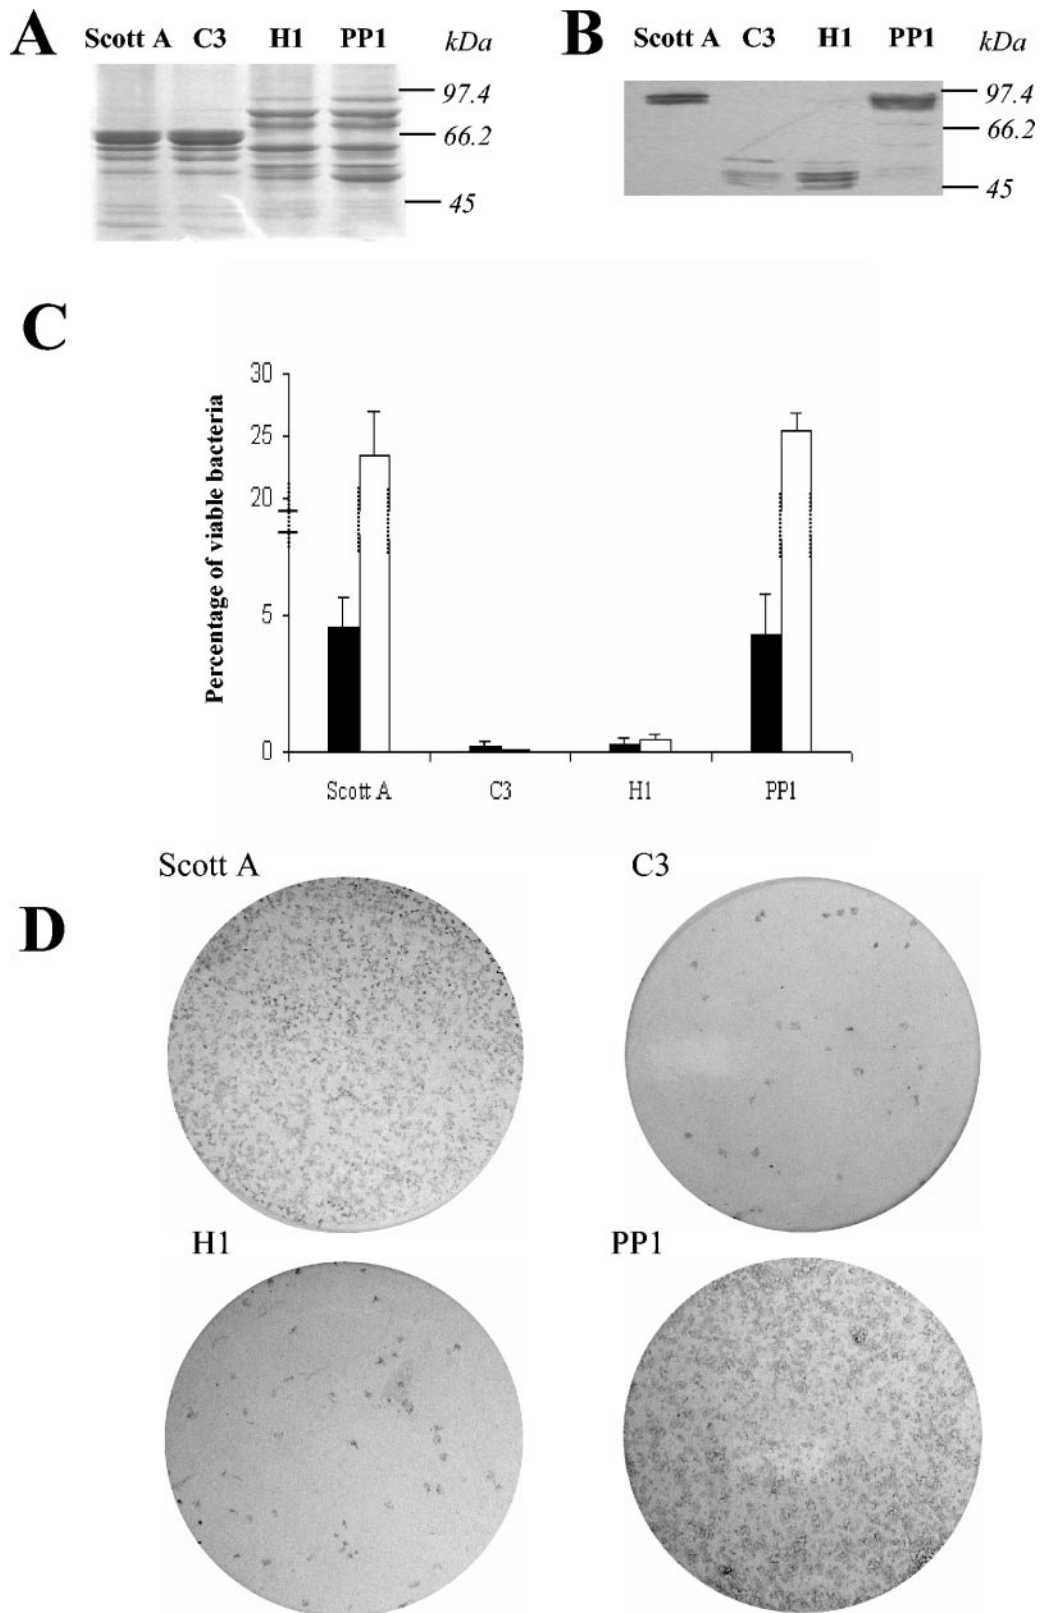 A
Scott A C3 H1 PP1 kDa
97.4
66.2
45
B
Scott A C3 H1 PP1 kDa
97.4
66.2
45
C
Percentage of viable bacteria
30
25
20
5
0
Scott A C3 H1 PP1
D
Scott A
C3
H1
PP1